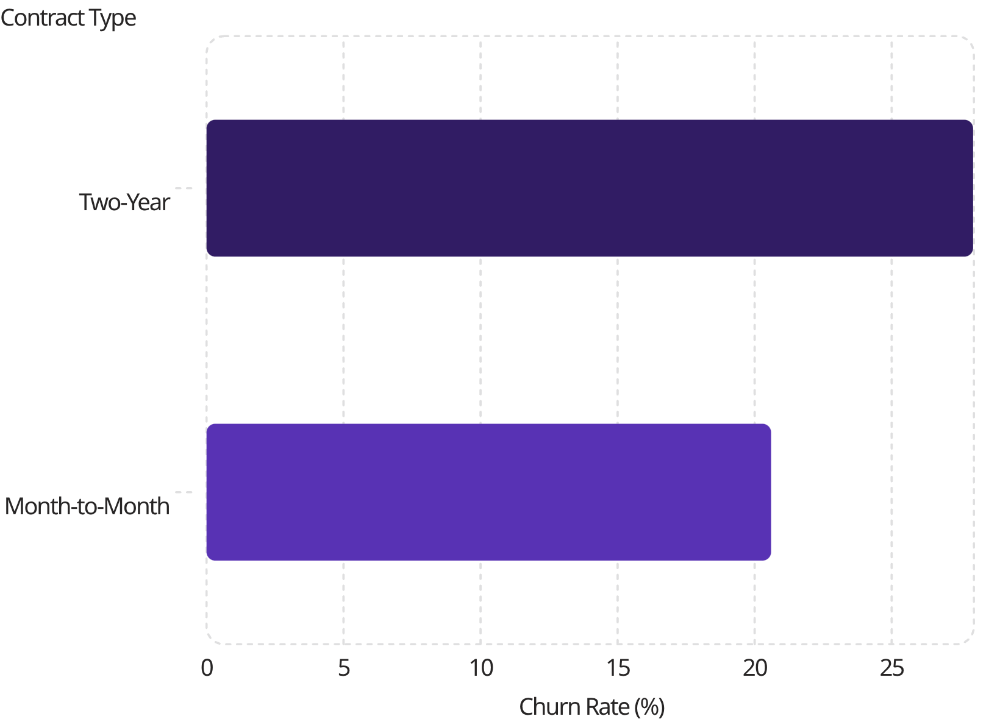 Contract Type
Two-Year
Month-to-Month
0 5 10 15 20 25
Churn Rate (%)